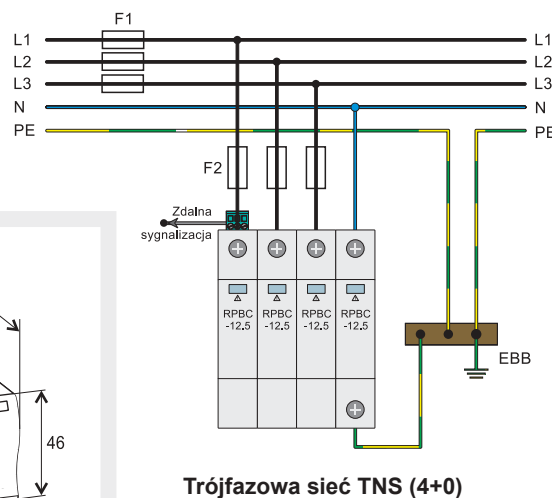 F1
L1 L1
L2 L2
L3 L3
N N
PE PE
F2
Zdalna
sygnalizacja
RPBC RPBC RPBC RPBC
-12.5 -12.5 -12.5 -12.5
EBB
46
Trójfazowa sieć TNS (4+0)